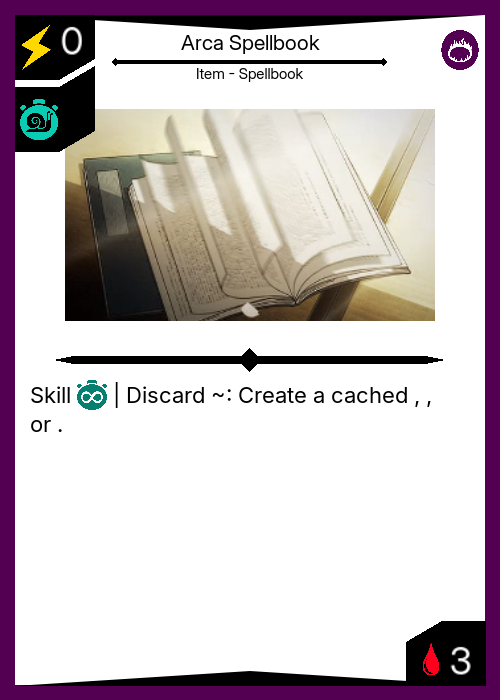 0
Arca Spellbook
Item - Spellbook
Skill | Discard ~: Create a cached , ,
or .
3